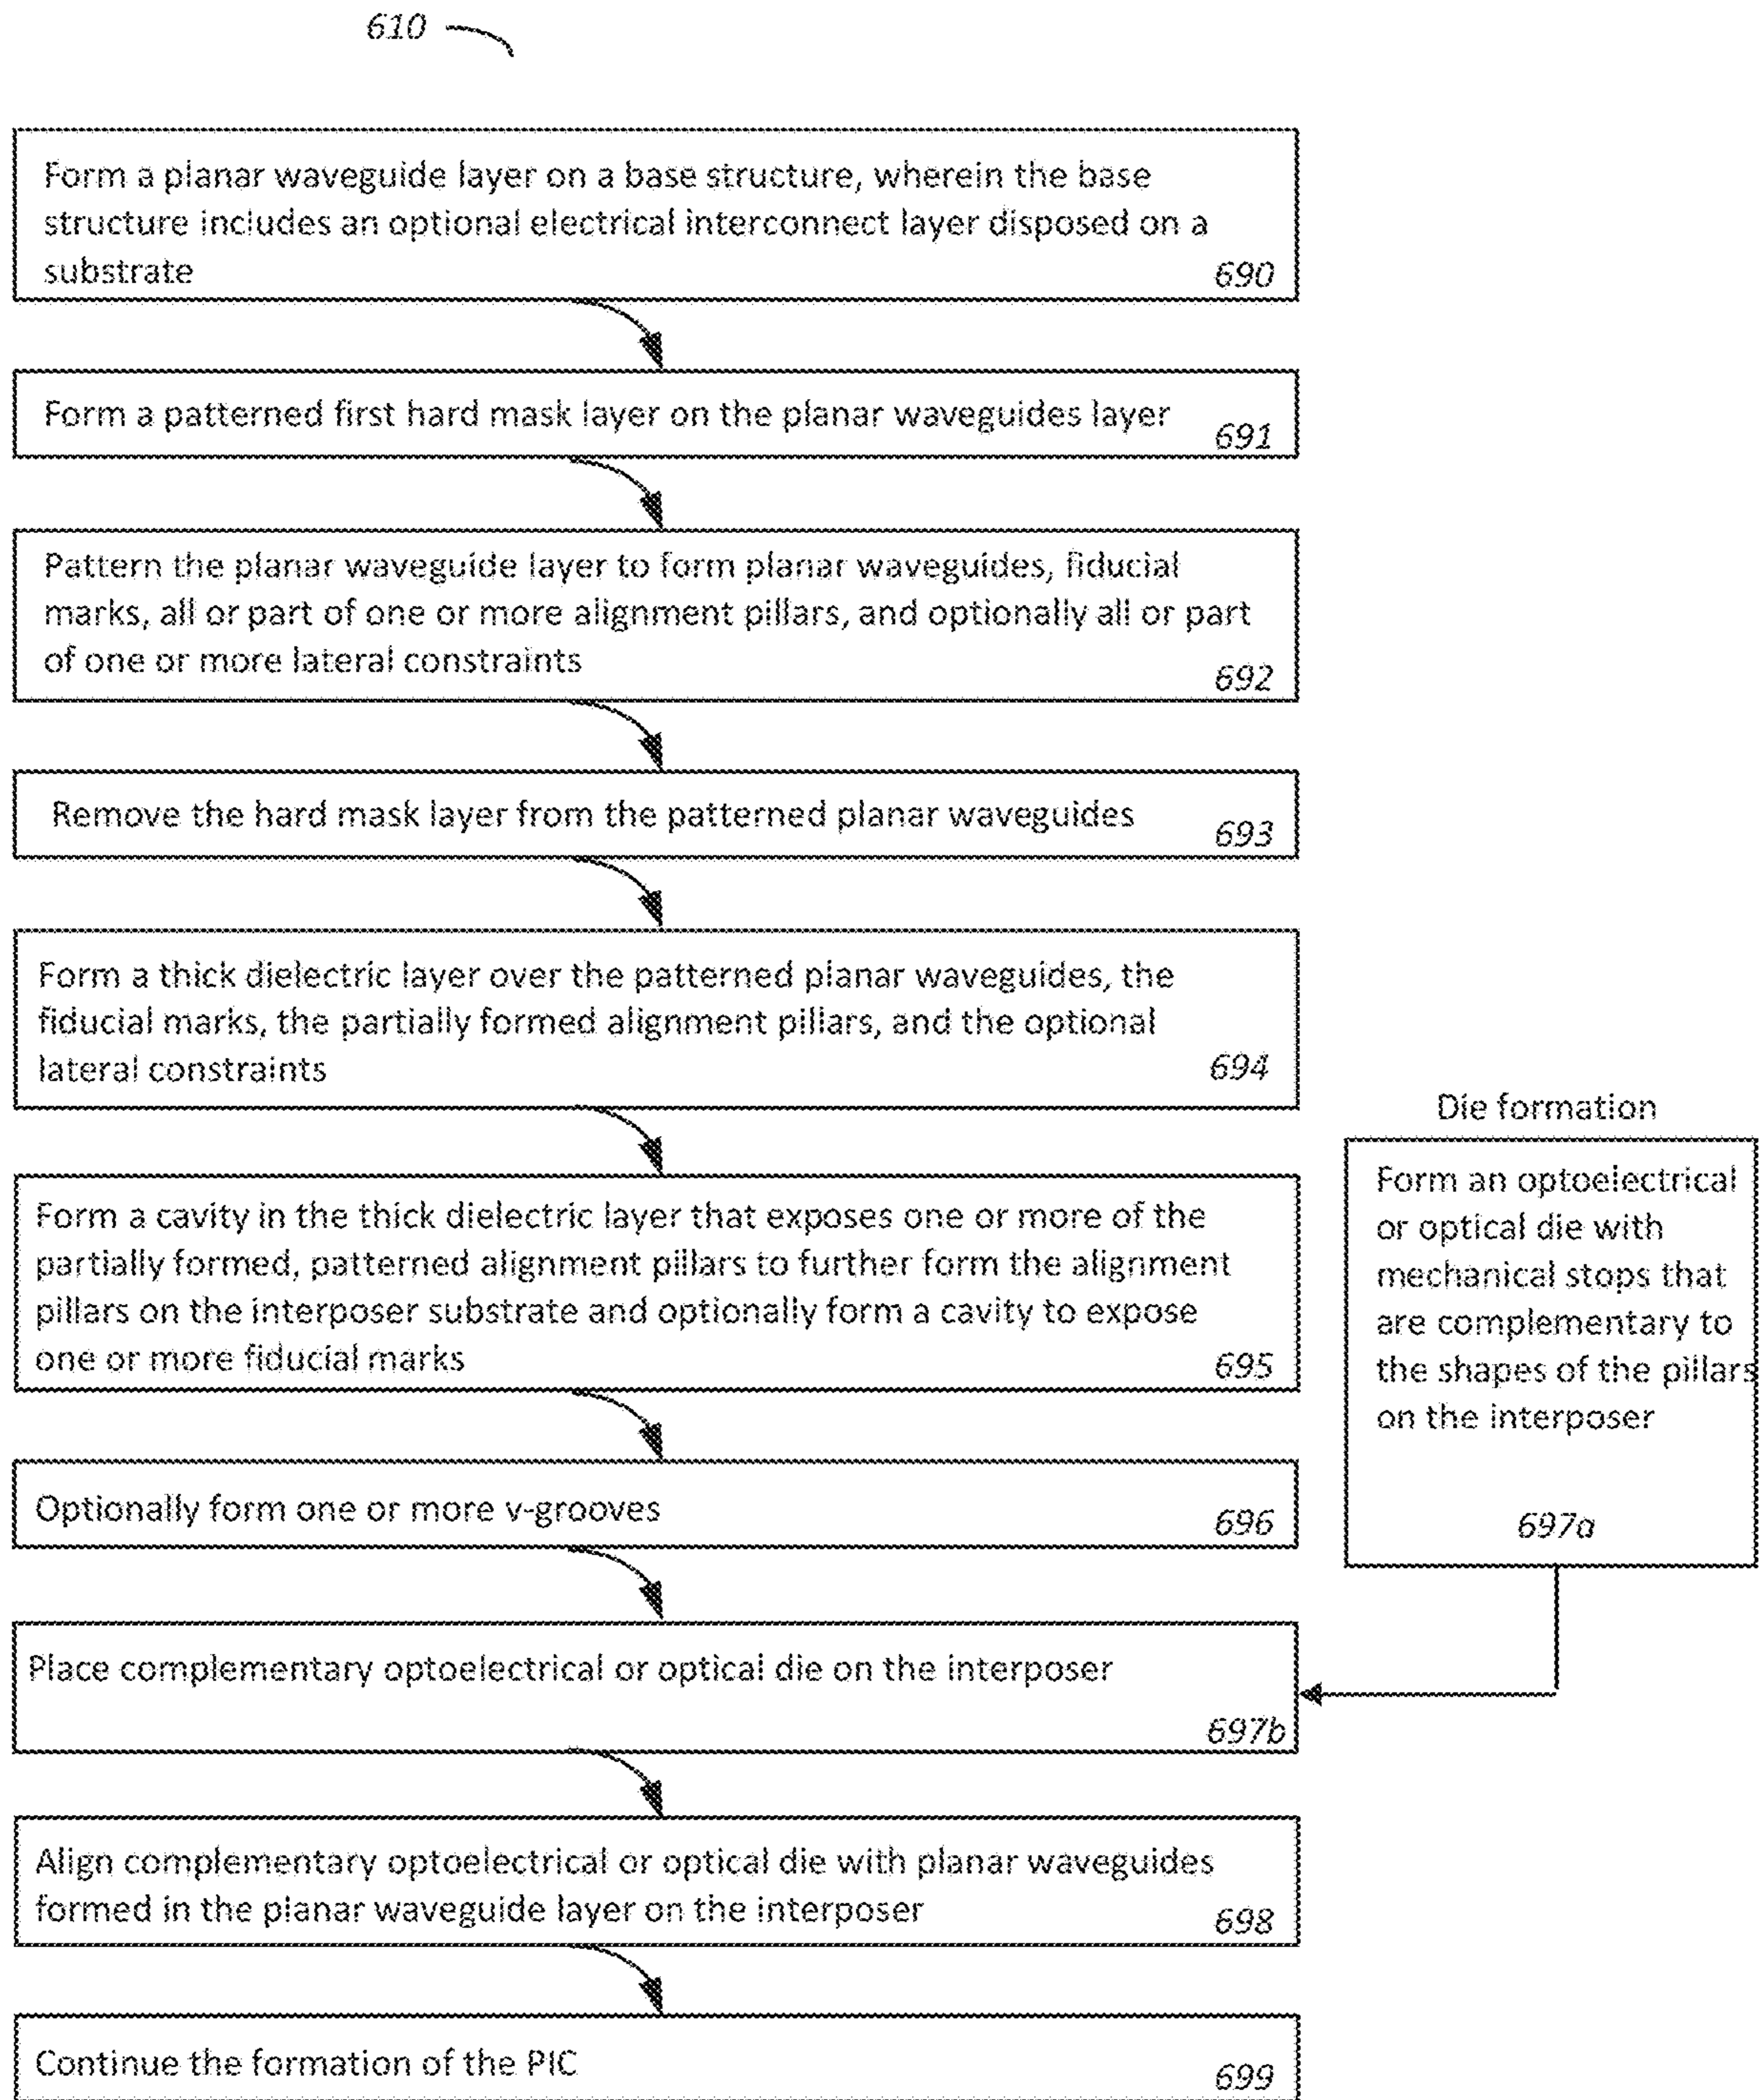 610
Form a planar waveguide layer on a base structure, wherein the base
structure includes an optional electrical interconnect layer disposed on a
substrate
690
Form a patterned first hard mask layer on the planar waveguides layer
691
Pattern the planar waveguide layer to form planar waveguides, fiducial
marks, all or part of one or more alignment pillars, and optionally all or part
of one or more lateral constraints
692
Remove the hard mask layer from the patterned planar waveguides
693
Form a thick dielectric layer over the patterned planar waveguides, the
fiducial marks, the partially formed alignment pillars, and the optional
lateral constraints
694
Form a cavity in the thick dielectric layer that exposes one or more of the
partially formed, patterned alignment pillars to further form the alignment
pillars on the interposer substrate and optionally form a cavity to expose
one or more fiducial marks
695
Optionally form one or more v-grooves
696
Die formation
Form an optoelectrical
or optical die with
mechanical stops that
are complementary to
the shapes of the pillars
on the interposer
697a
Place complementary optoelectrical or optical die on the interposer
697b
Align complementary optoelectrical or optical die with planar waveguides
formed in the planar waveguide layer on the interposer
698
Continue the formation of the PIC
699